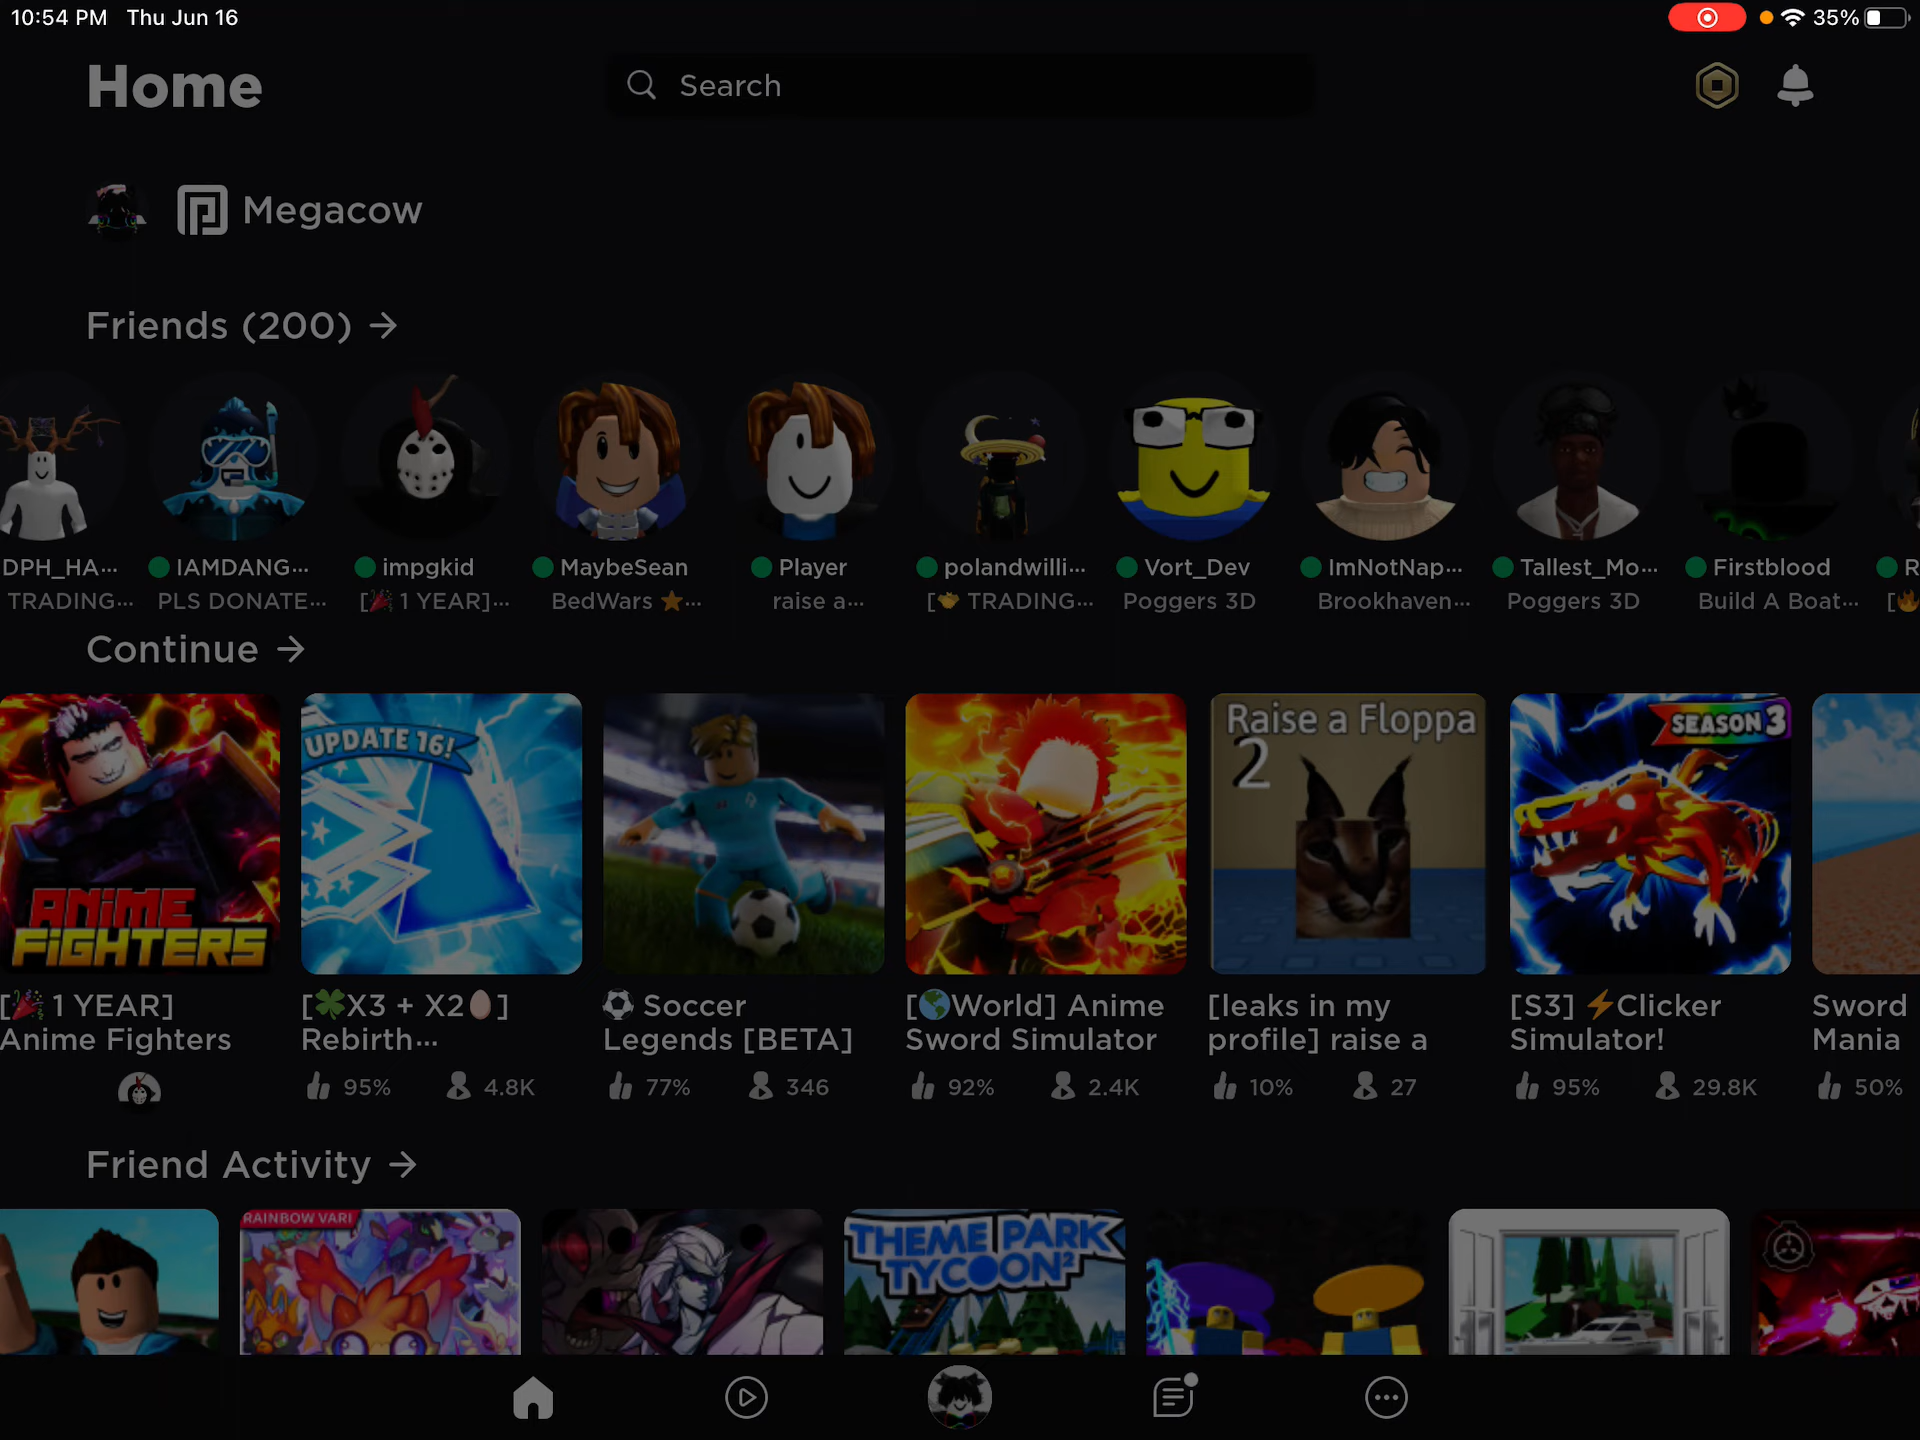 10:54 PM Thu Jun 16
35%
Home
Search
Megacow
Friends (200) →
DPH_HA...
IAMDANG...
impgkid
MaybeSean
Player
polandwilli...
Vort_Dev
ImNotNap...
Tallest_Mo...
Firstblood
R
TRADING...
PLS DONATE...
[🎉 1 YEAR]...
BedWars ⭐...
raise a...
[🤝 TRADING...
Poggers 3D
Brookhaven...
Poggers 3D
Build A Boat...
[🔥
Continue →
ANIME
FIGHTERS
UPDATE 16!
Raise a Floppa
2
SEASON 3
[🎉 1 YEAR]
Anime Fighters
[🍀X3 + X2🥚]
Rebirth...
95% 4.8K
⚽ Soccer
Legends [BETA]
77% 346
[🌎World] Anime
Sword Simulator
92% 2.4K
[leaks in my
profile] raise a
10% 27
[S3] ⚡Clicker
Simulator!
95% 29.8K
Sword
Mania
50%
Friend Activity →
RAINBOW VARI
THEME PARK
TYCOON²